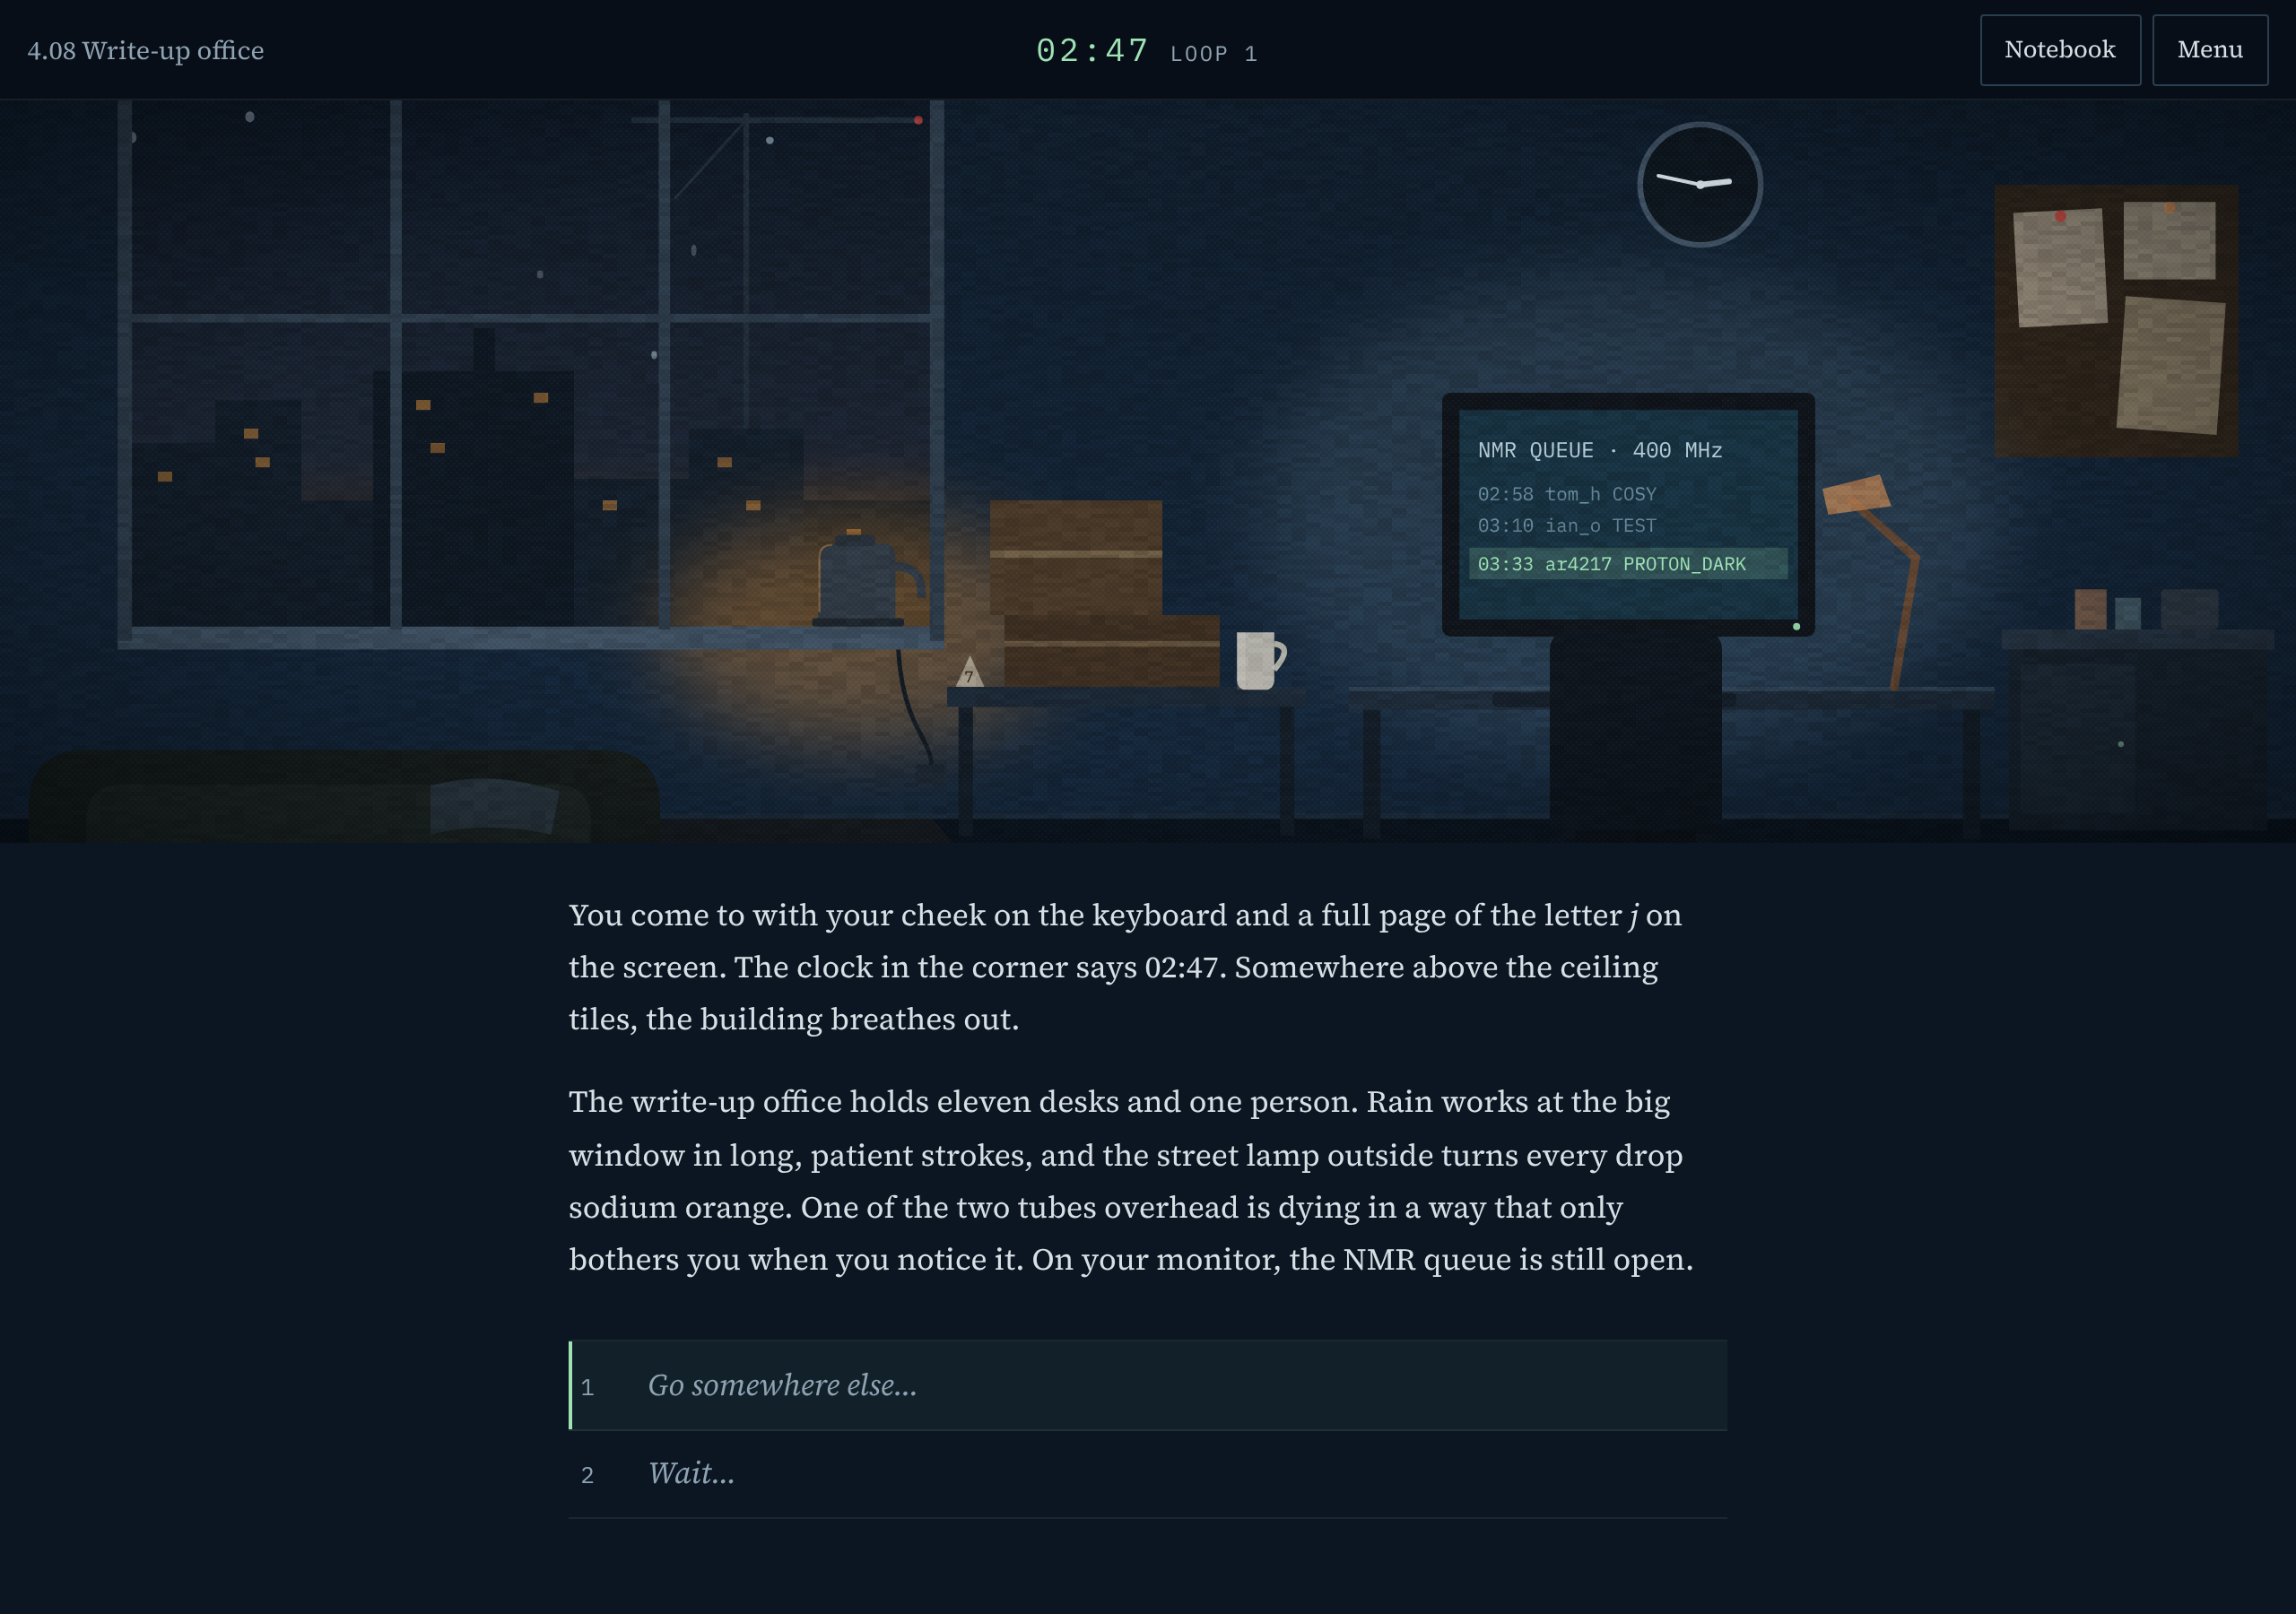 4.08 Write-up office
02:47 LOOP 1
Notebook
Menu
NMR QUEUE · 400 MHz
02:58 tom_h COSY
03:10 ian_o TEST
03:33 ar4217 PROTON_DARK
7
You come to with your cheek on the keyboard and a full page of the letter j on
the screen. The clock in the corner says 02:47. Somewhere above the ceiling
tiles, the building breathes out.
The write-up office holds eleven desks and one person. Rain works at the big
window in long, patient strokes, and the street lamp outside turns every drop
sodium orange. One of the two tubes overhead is dying in a way that only
bothers you when you notice it. On your monitor, the NMR queue is still open.
1 Go somewhere else...
2 Wait...